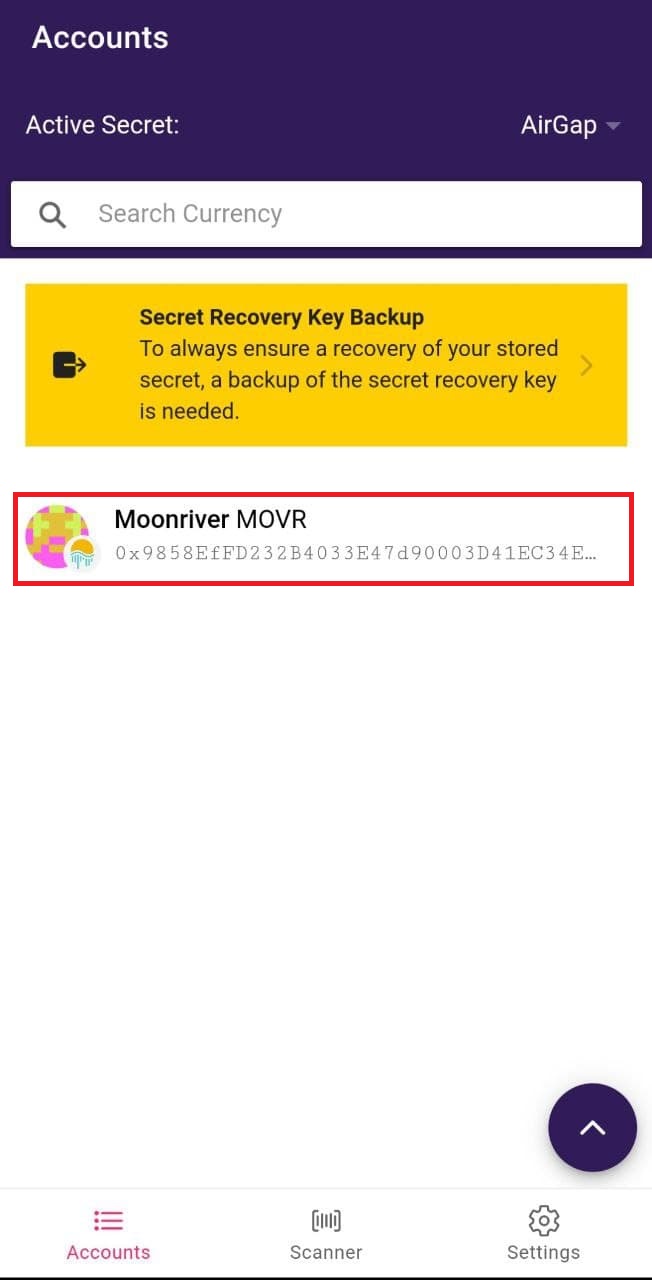 Accounts
Active Secret:
AirGap
Search Currency
Secret Recovery Key Backup
To always ensure a recovery of your stored
secret, a backup of the secret recovery key
is needed.
Moonriver MOVR
0x9858EfFD232B4033E47d90003D41EC34E...
Accounts
Scanner
Settings